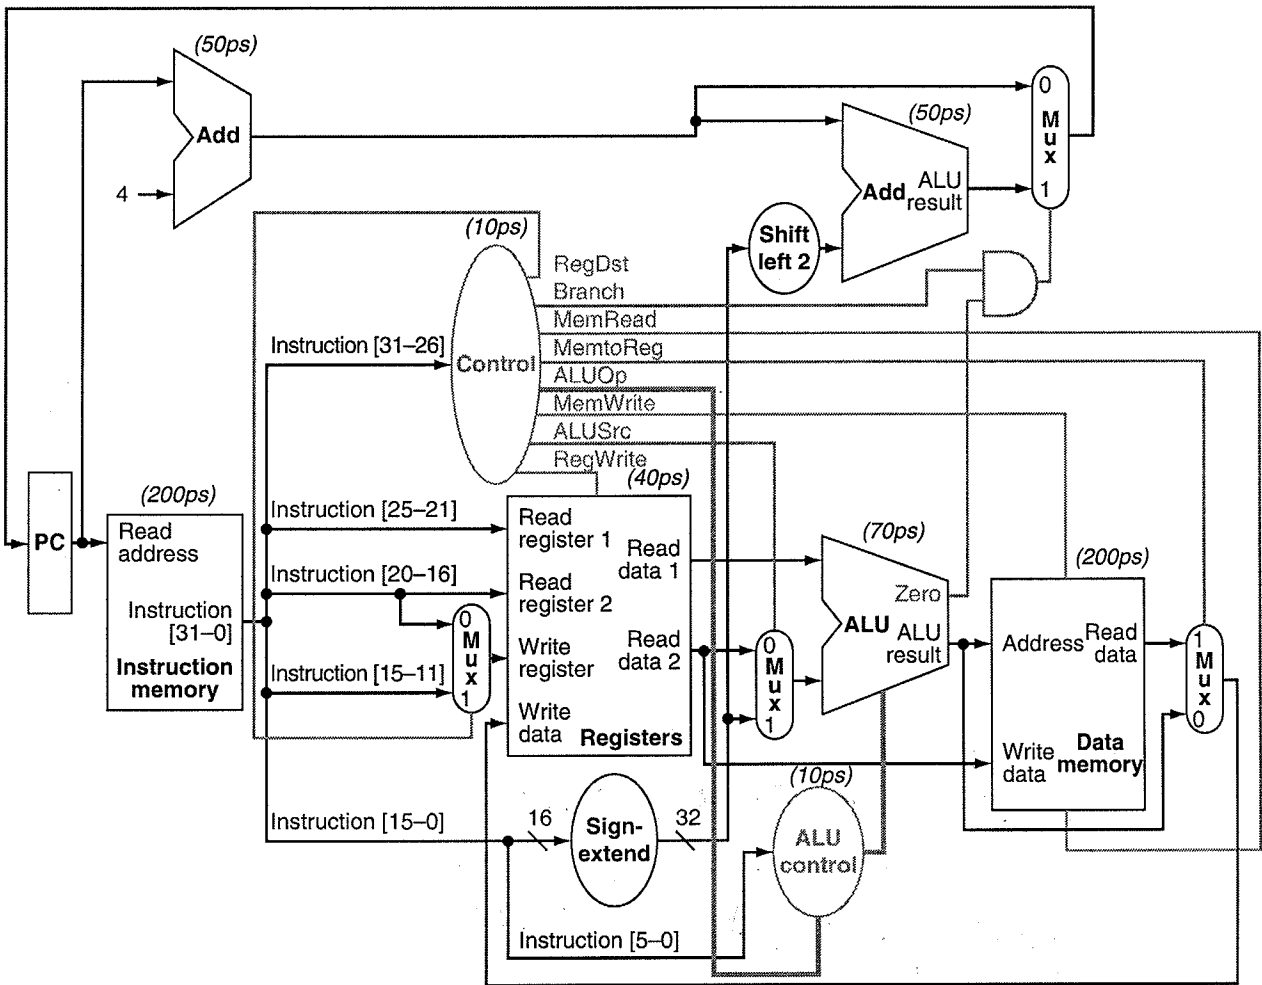 (50ps)
Add
4
(50ps)
Add
ALU
result
0
M
u
x
1
Shift
left 2
(10ps)
Control
RegDst
Branch
MemRead
MemtoReg
ALUOp
MemWrite
ALUSrc
RegWrite
Instruction [31–26]
PC
(200ps)
Read
address
Instruction
[31–0]
Instruction
memory
Instruction [25–21]
Instruction [20–16]
Instruction [15–11]
0
M
u
x
1
(40ps)
Read
register 1
Read
register 2
Write
register
Write
data
Read
data 1
Read
data 2
Registers
0
M
u
x
1
(70ps)
Zero
ALU
ALU
result
(200ps)
Address
Read
data
Write
data
Data
memory
1
M
u
x
0
Instruction [15–0]
16
Sign-
extend
32
(10ps)
ALU
control
Instruction [5–0]